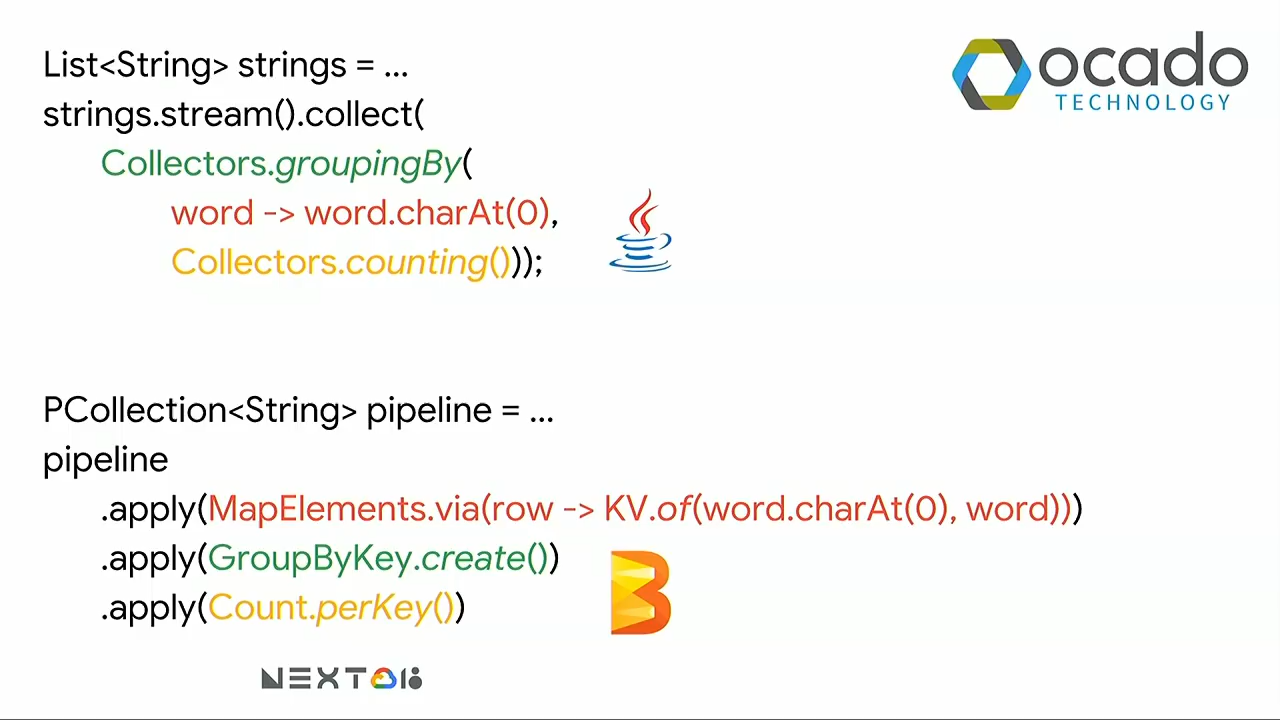 List<String> strings = ...
strings.stream().collect(
Collectors.groupingBy(
word -> word.charAt(0),
Collectors.counting()));
ocado
TECHNOLOGY
PCollection<String> pipeline = ...
pipeline
.apply(MapElements.via(row -> KV.of(word.charAt(0), word)))
.apply(GroupByKey.create())
.apply(Count.perKey())
NEXT 18